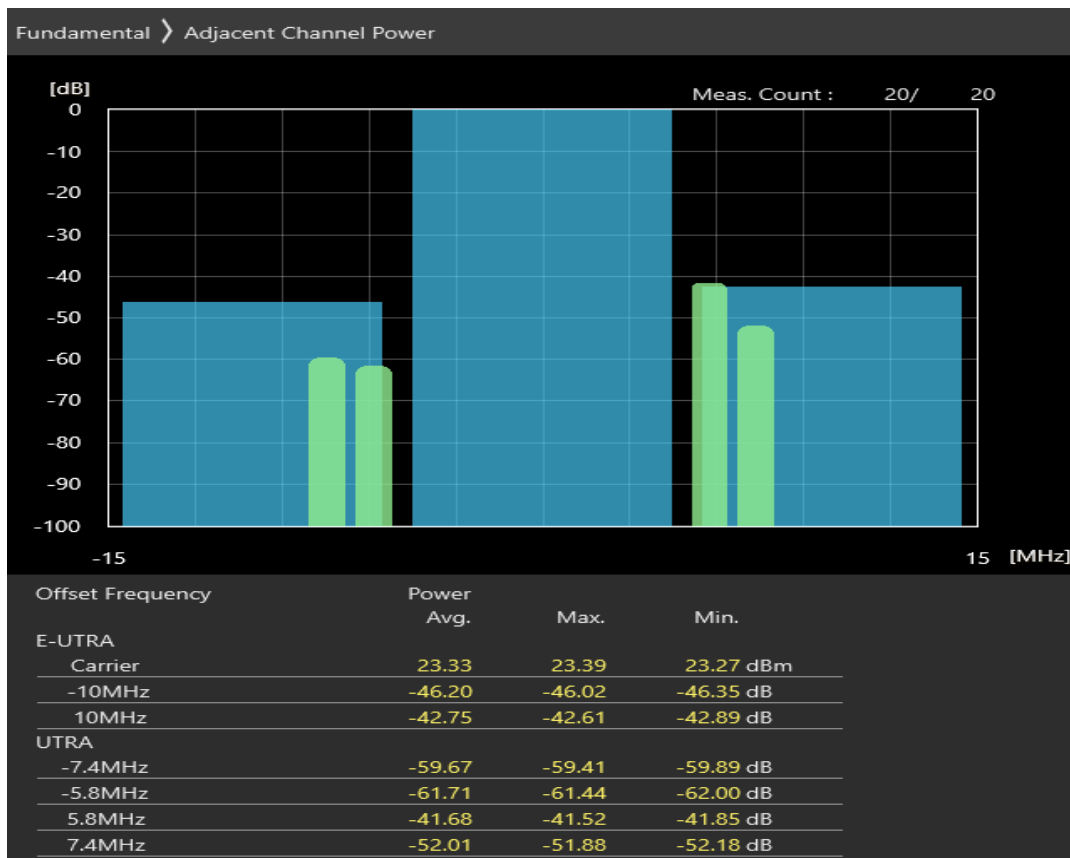 Fundamental 〉 Adjacent Channel Power
[dB]
Meas. Count : 20/ 20
0
-10
-20
-30
-40
-50
-60
-70
-80
-90
-100
-15 15 [MHz]
Offset Frequency Power
Avg. Max. Min.
E-UTRA
Carrier 23.33 23.39 23.27 dBm
-10MHz -46.20 -46.02 -46.35 dB
10MHz -42.75 -42.61 -42.89 dB
UTRA
-7.4MHz -59.67 -59.41 -59.89 dB
-5.8MHz -61.71 -61.44 -62.00 dB
5.8MHz -41.68 -41.52 -41.85 dB
7.4MHz -52.01 -51.88 -52.18 dB